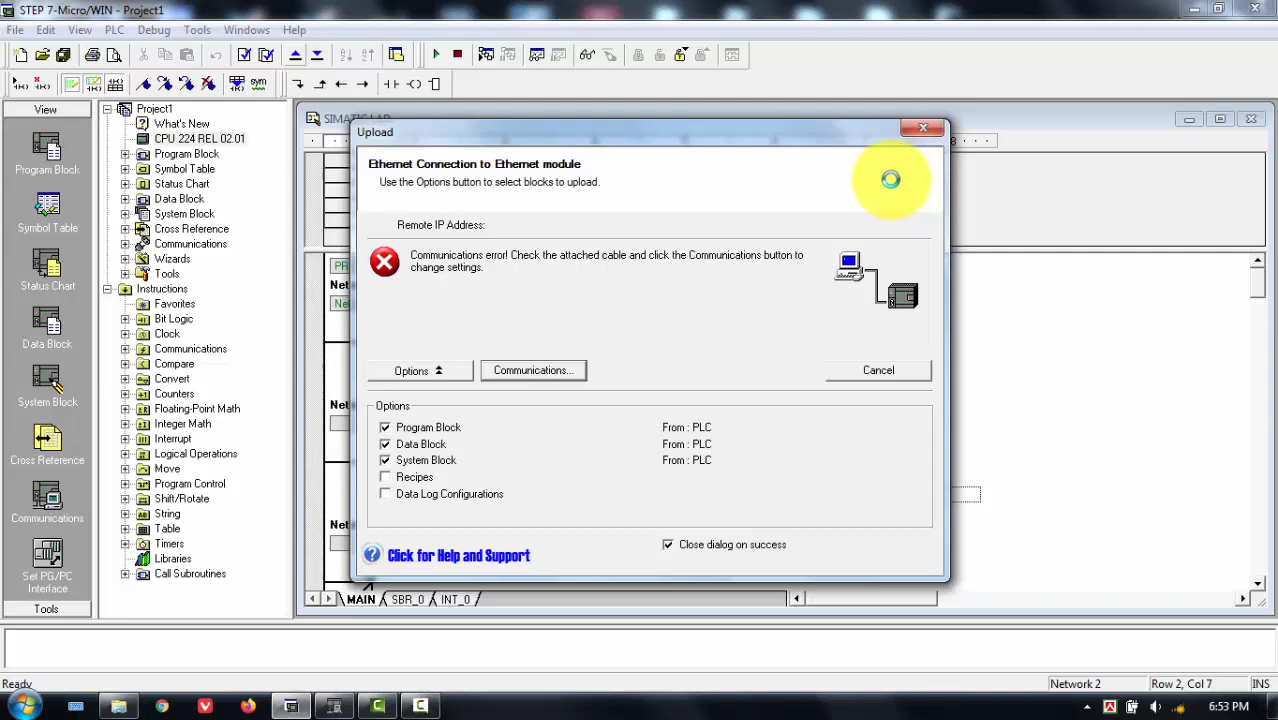 STEP 7-Micro/WIN - Project1
File Edit View PLC Debug Tools Windows Help
View
Program Block
Symbol Table
Status Chart
Data Block
System Block
Cross Reference
Communications
Set PG/PC
Interface
Tools
Project1
What's New
CPU 224 REL 02.01
Program Block
Symbol Table
Status Chart
Data Block
System Block
Cross Reference
Communications
Wizards
Tools
Instructions
Favorites
Bit Logic
Clock
Communications
Compare
Convert
Counters
Floating-Point Math
Integer Math
Interrupt
Logical Operations
Move
Program Control
Shift/Rotate
String
Table
Timers
Libraries
Call Subroutines
SIMATIC LAD
Upload
Ethernet Connection to Ethernet module
Use the Options button to select blocks to upload.
Remote IP Address:
Communications error! Check the attached cable and click the Communications button to
change settings.
Options Communications... Cancel
Options
Program Block From : PLC
Data Block From : PLC
System Block From : PLC
Recipes
Data Log Configurations
Close dialog on success
Click for Help and Support
MAIN SBR_0 INT_0
Ready Network 2 Row 2, Col 7 INS
6:53 PM